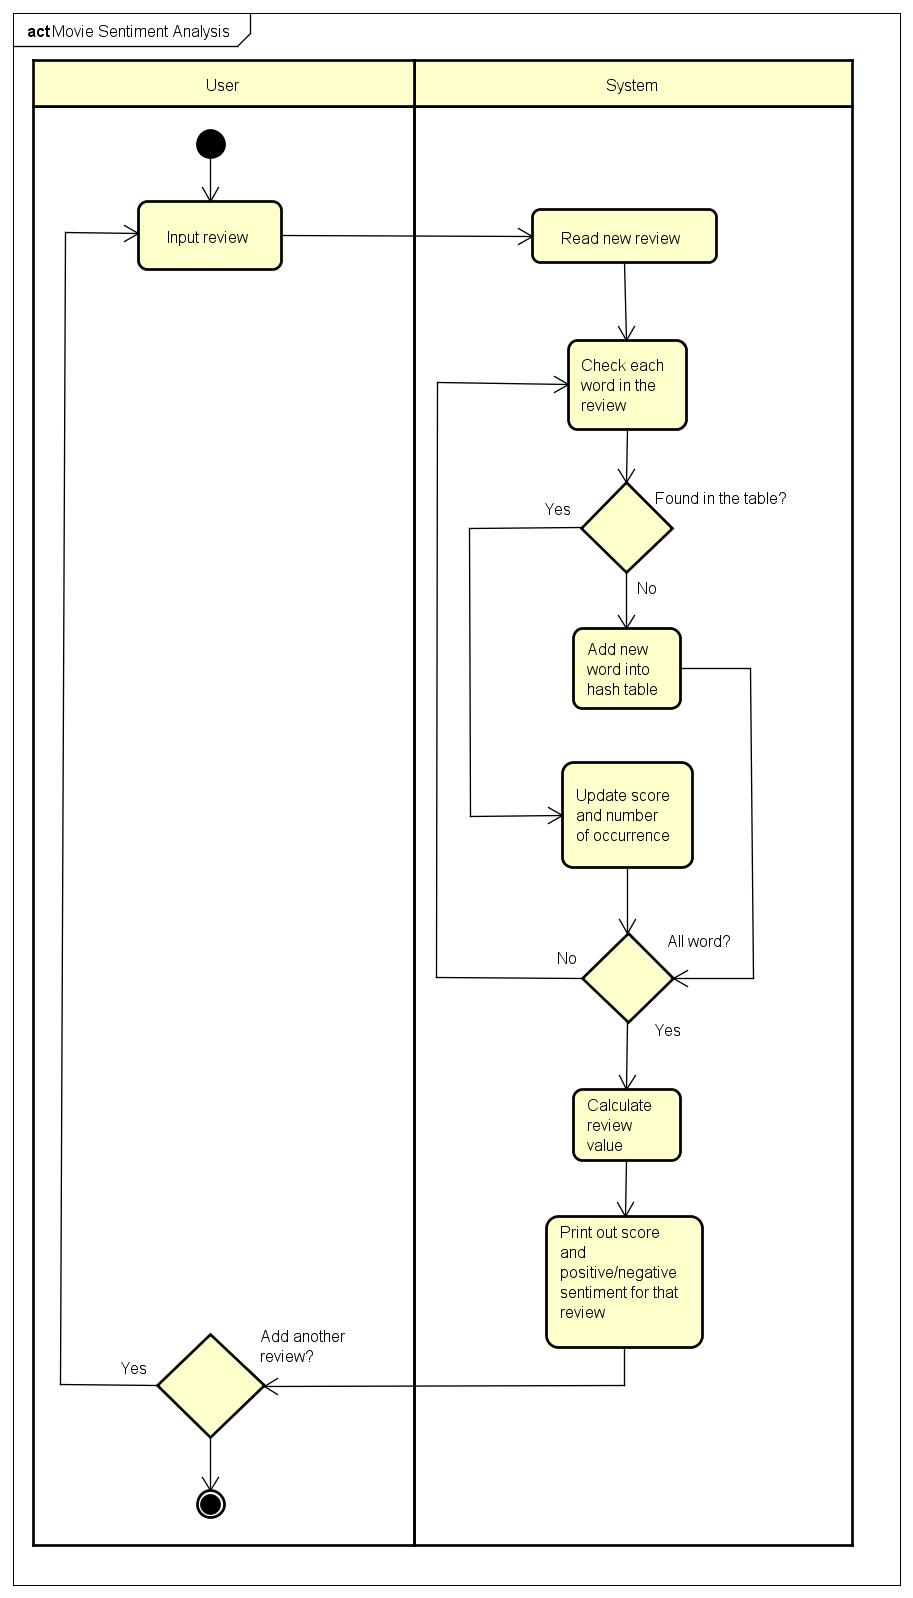 act Movie Sentiment Analysis
User
System
Input review
Read new review
Check each
word in the
review
Found in the table?
Yes
No
Add new
word into
hash table
Update score
and number
of occurrence
All word?
No
Yes
Calculate
review
value
Print out score
and
positive/negative
sentiment for that
review
Add another
review?
Yes